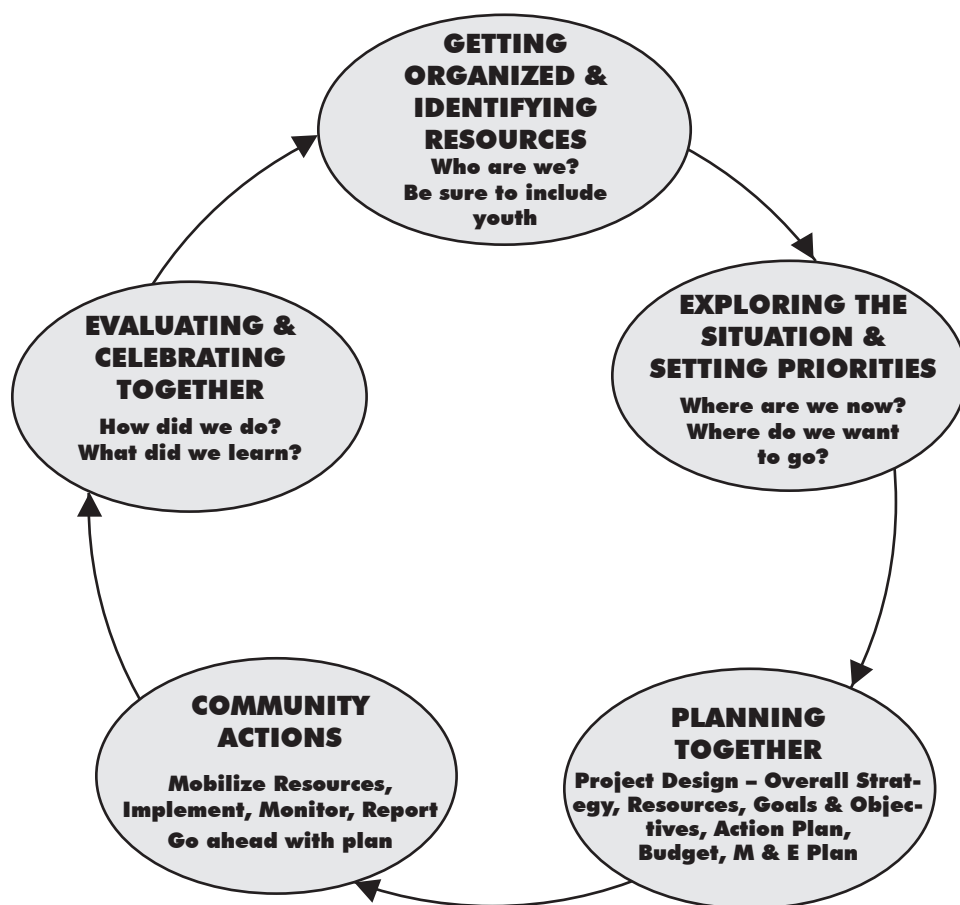 GETTING
ORGANIZED &
IDENTIFYING
RESOURCES
Who are we?
Be sure to include
youth
EXPLORING THE
SITUATION &
SETTING PRIORITIES
Where are we now?
Where do we want
to go?
PLANNING
TOGETHER
Project Design – Overall Strat-
egy, Resources, Goals & Objec-
tives, Action Plan,
Budget, M & E Plan
COMMUNITY
ACTIONS
Mobilize Resources,
Implement, Monitor, Report
Go ahead with plan
EVALUATING &
CELEBRATING
TOGETHER
How did we do?
What did we learn?